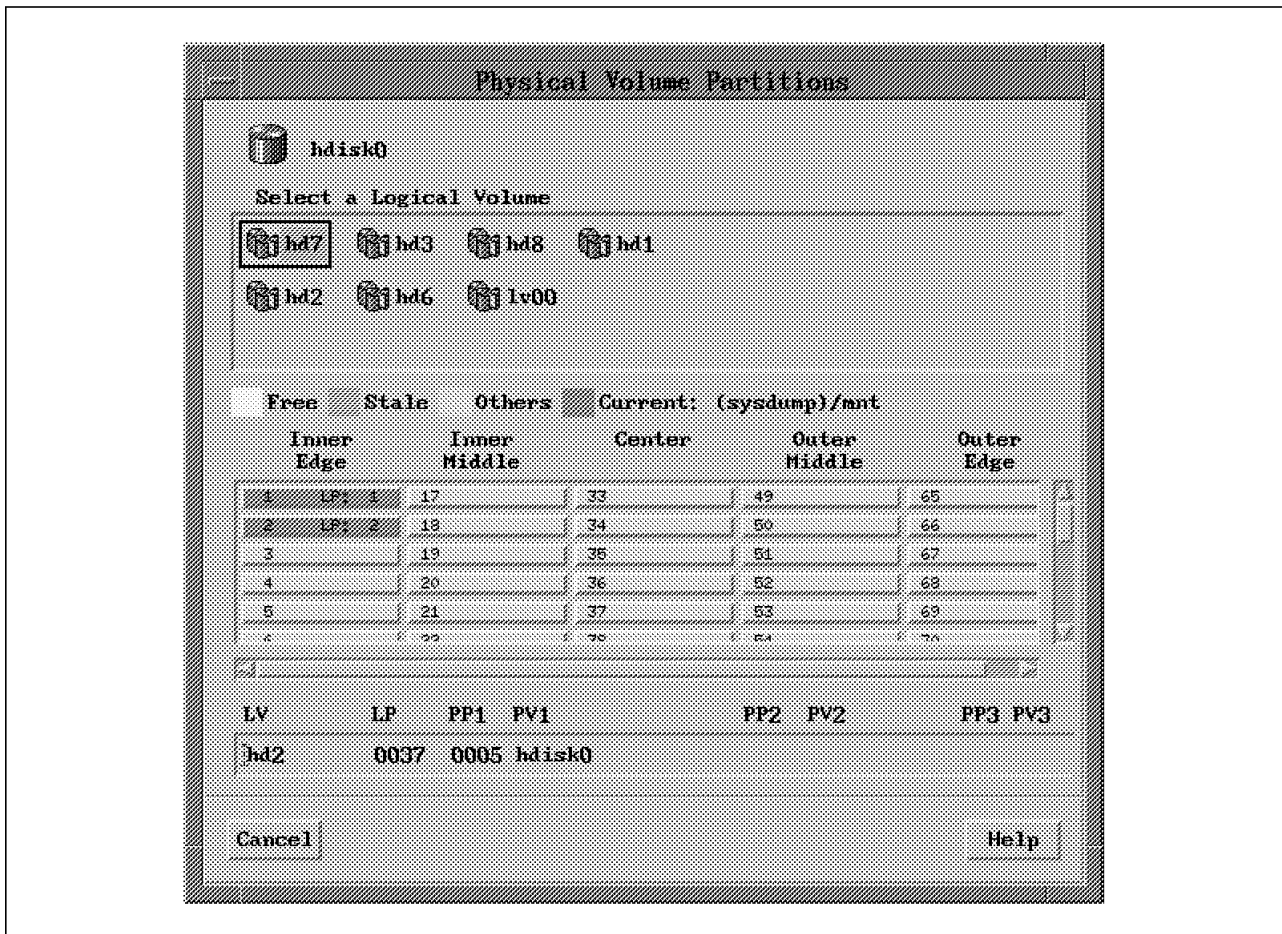 Physical Volume Partitions
hdisk0
Select a Logical Volume
hd7 hd3 hd8 hd1
hd2 hd6 lv00
Free Stale Others Current: (sysdump)/mnt
Inner Edge Inner Middle Center Outer Middle Outer Edge
1 LP: 1 17 33 49 65
2 LP: 2 18 34 50 66
3 19 35 51 67
4 20 36 52 68
5 21 37 53 69
LV LP PP1 PV1 PP2 PV2 PP3 PV3
hd2 0037 0005 hdisk0
Cancel Help